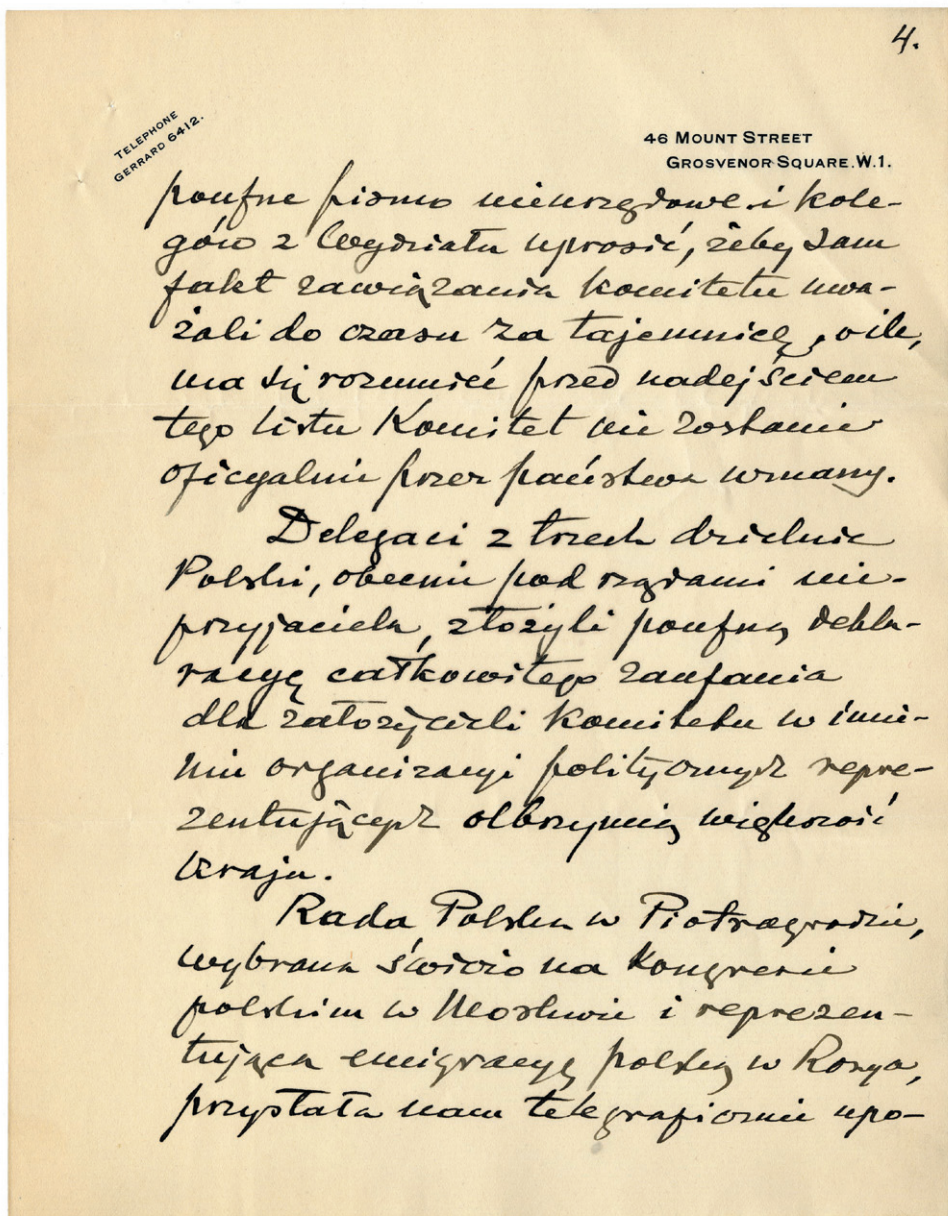 4.
TELEPHONE
GERRARD 6412.
46 MOUNT STREET
GROSVENOR SQUARE.W.1.
poufne pismo nieurzędowe i kole-
gów z Wydziału uprosić, żeby sam
fakt zawiązania komitetu uwa-
żali do czasu za tajemnicę, o ile,
ma się rozumieć przed nadejściem
tego listu Komitet nie zostanie
oficyalnie przez państwa uznany.
Delegaci z trzech dzielnic
Polski, obecnie pod rządami nie-
przyjaciela, złożyli poufną dekla-
racyę całkowitego zaufania
dla założycieli Komitetu w imie-
niu organizacyi politycznych repre-
zentujących olbrzymią większość
kraju.
Rada Polska w Piotrogrodzie,
wybrana świeżo na Kongresie
polskim w Moskwie i reprezen-
tująca emigracyę polską w Rosyi,
przysłała nam telegraficznie upo-